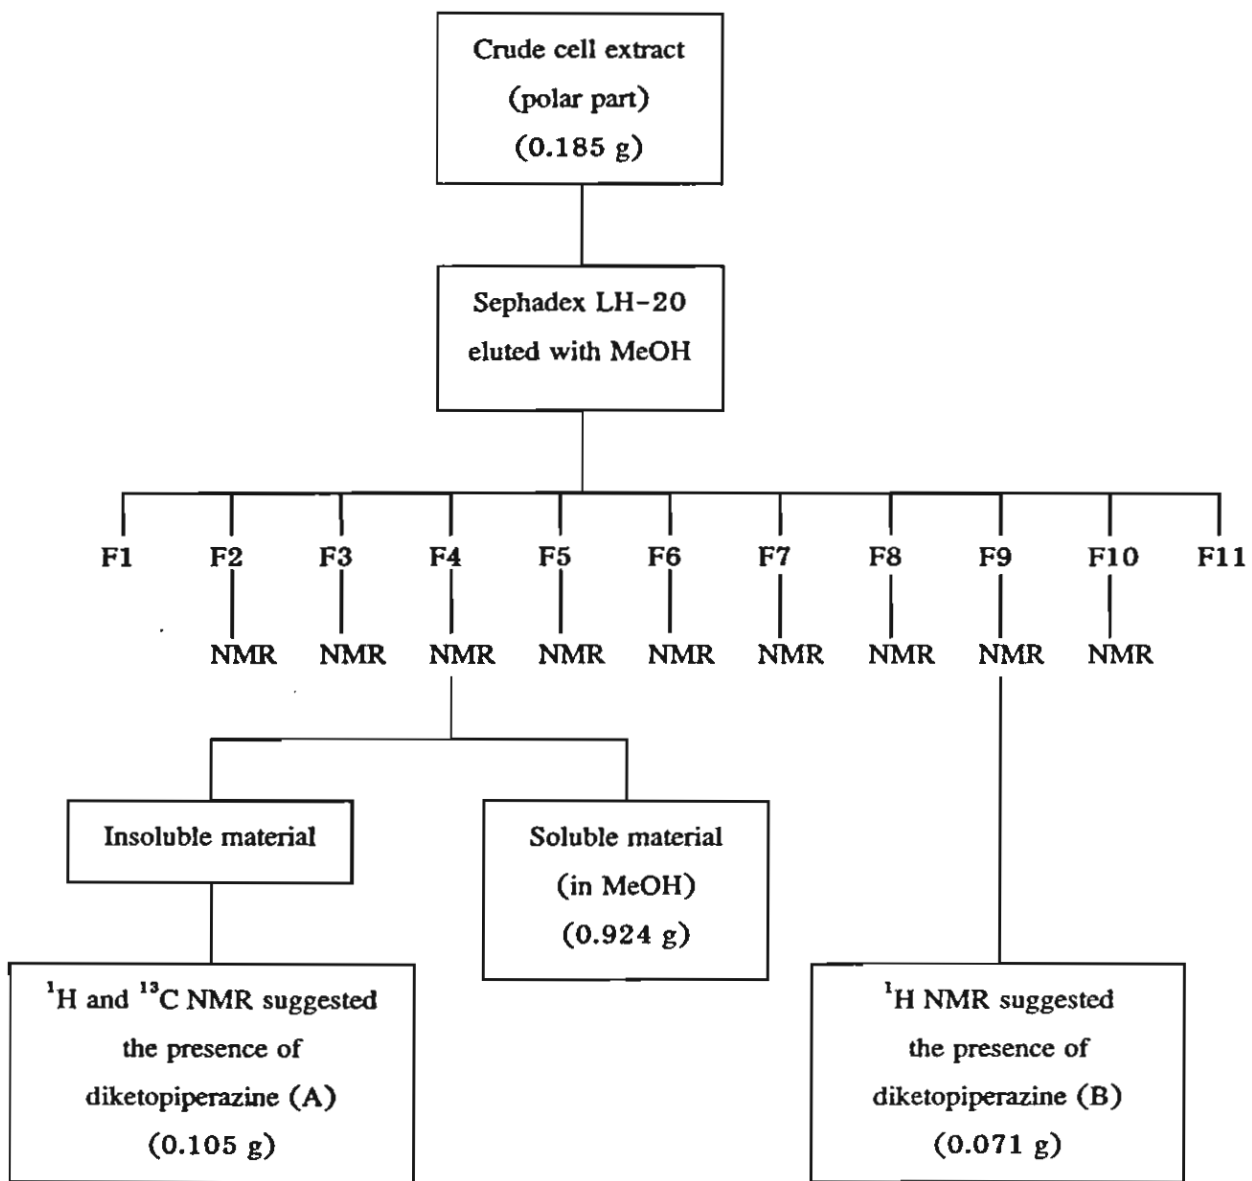 Crude cell extract
(polar part)
(0.185 g)
Sephadex LH-20
eluted with MeOH
F1 F2 F3 F4 F5 F6 F7 F8 F9 F10 F11
NMR NMR NMR NMR NMR NMR NMR NMR NMR
Insoluble material
Soluble material
(in MeOH)
(0.924 g)
¹H and ¹³C NMR suggested
the presence of
diketopiperazine (A)
(0.105 g)
¹H NMR suggested
the presence of
diketopiperazine (B)
(0.071 g)